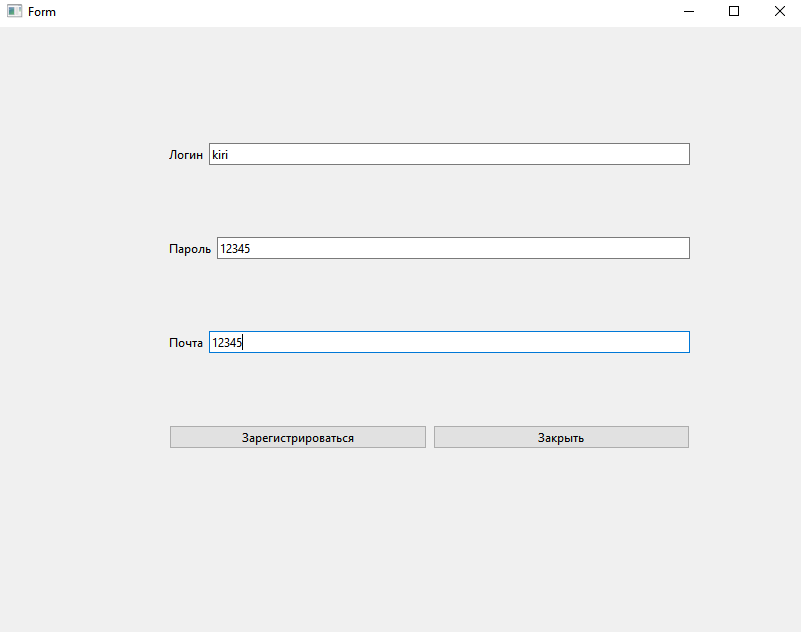 Form
Логин kiri
Пароль 12345
Почта 12345
Зарегистрироваться Закрыть